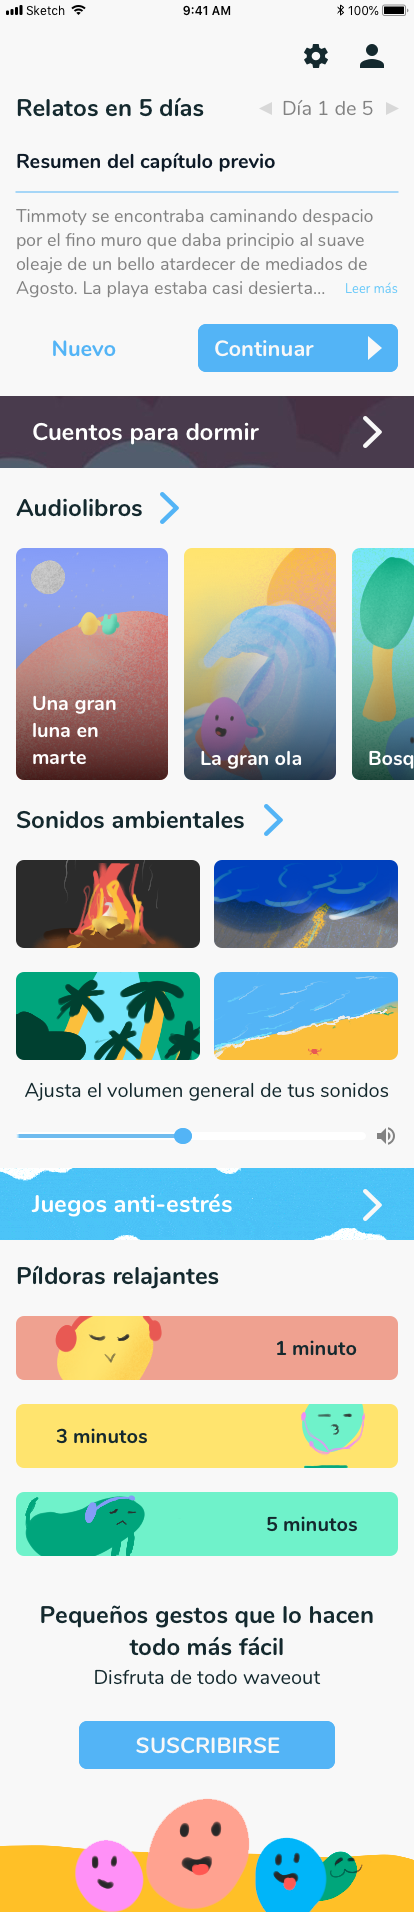 Sketch
9:41 AM
100%
Relatos en 5 días
Día 1 de 5
Resumen del capítulo previo
Timmoty se encontraba caminando despacio
por el fino muro que daba principio al suave
oleaje de un bello atardecer de mediados de
Agosto. La playa estaba casi desierta... Leer más
Nuevo
Continuar
Cuentos para dormir
Audiolibros
Una gran
luna en
marte
La gran ola
Bosq
Sonidos ambientales
Ajusta el volumen general de tus sonidos
Juegos anti-estrés
Píldoras relajantes
1 minuto
3 minutos
5 minutos
Pequeños gestos que lo hacen
todo más fácil
Disfruta de todo waveout
SUSCRIBIRSE